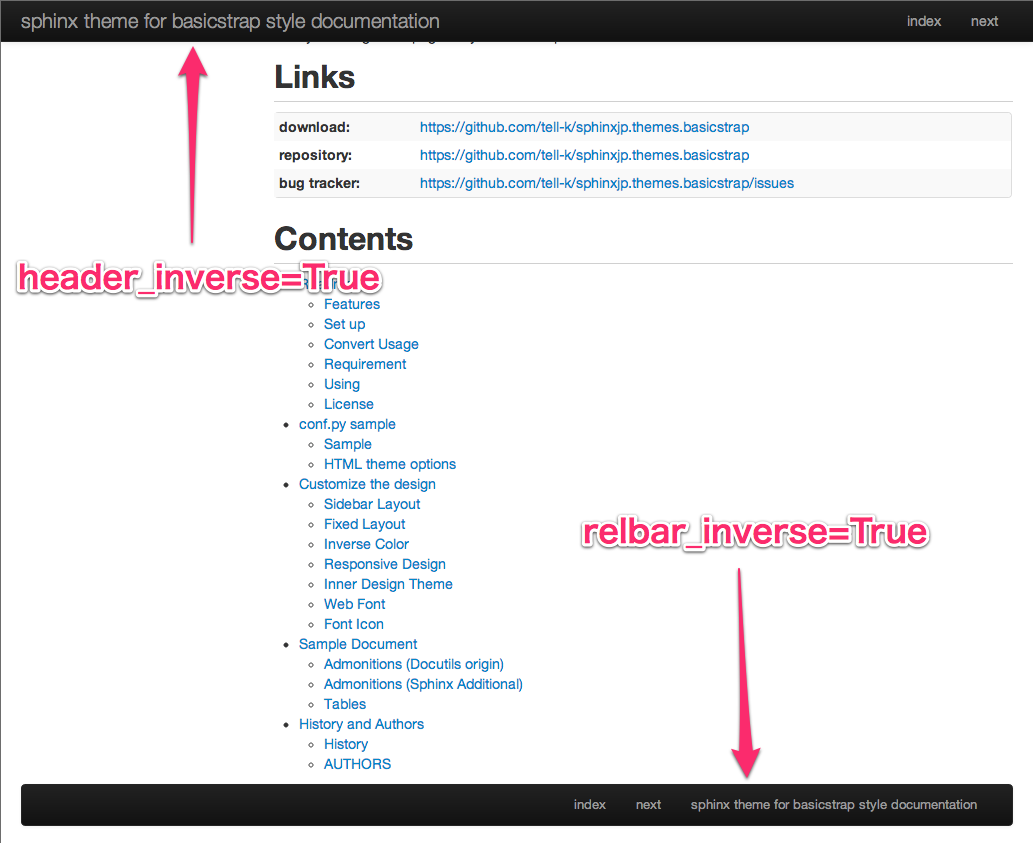 sphinx theme for basicstrap style documentation index next
Links
download: https://github.com/tell-k/sphinxjp.themes.basicstrap
repository: https://github.com/tell-k/sphinxjp.themes.basicstrap
bug tracker: https://github.com/tell-k/sphinxjp.themes.basicstrap/issues
Contents
header_inverse=True
Features
Set up
Convert Usage
Requirement
Using
License
conf.py sample
Sample
HTML theme options
Customize the design
Sidebar Layout
Fixed Layout
Inverse Color
Responsive Design
Inner Design Theme
Web Font
Font Icon
relbar_inverse=True
Sample Document
Admonitions (Docutils origin)
Admonitions (Sphinx Additional)
Tables
History and Authors
History
AUTHORS
index next sphinx theme for basicstrap style documentation